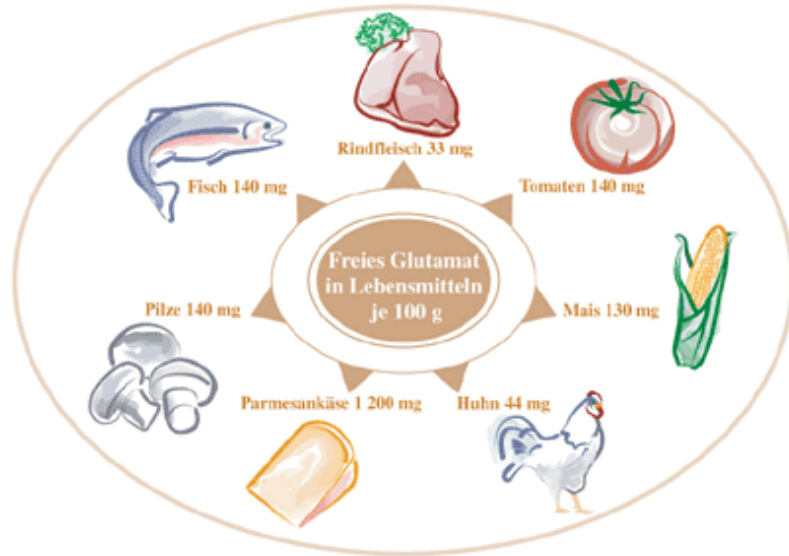 Rindfleisch 33 mg
Fisch 140 mg
Tomaten 140 mg
Freies Glutamat
in Lebensmitteln
je 100 g
Pilze 140 mg
Mais 130 mg
Parmesankäse 1 200 mg
Huhn 44 mg